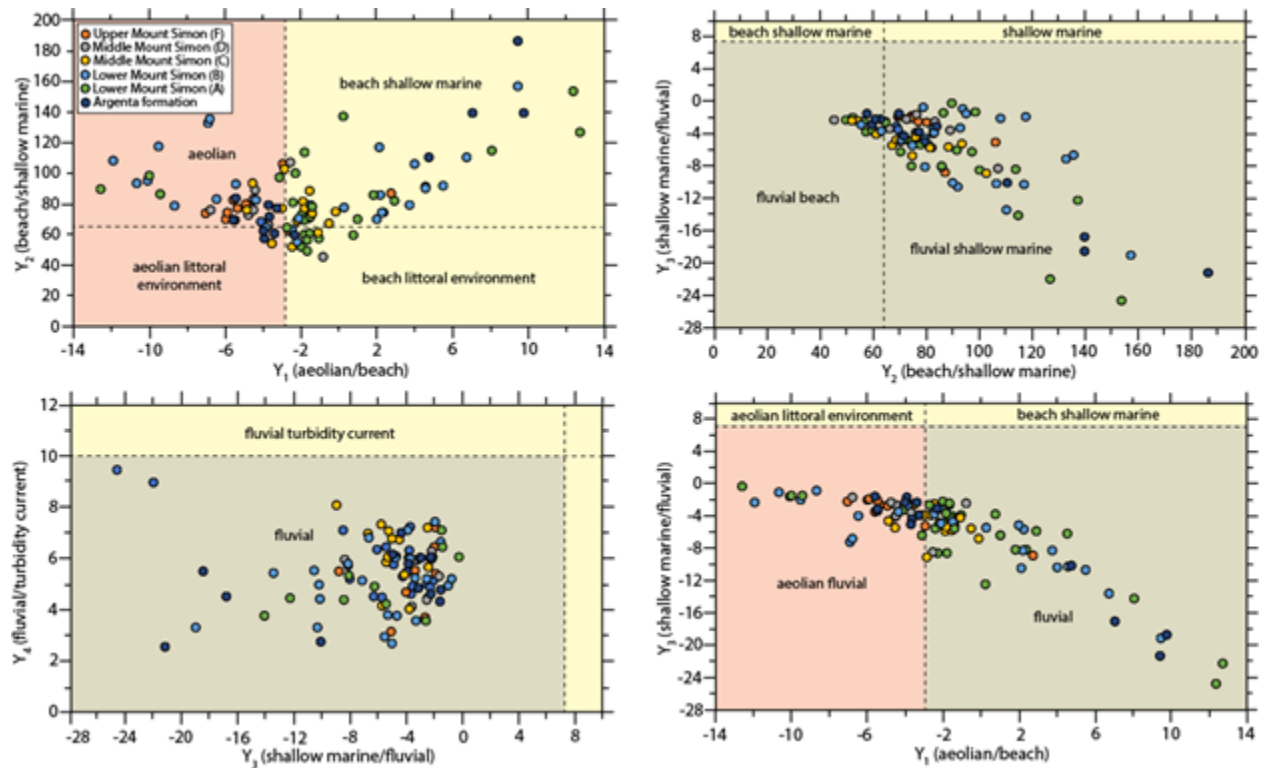 200
180
160
140
120
100
80
60
40
20
0
Y2 (beach/shallow marine)
Upper Mount Simon (F)
Middle Mount Simon (D)
Middle Mount Simon (C)
Lower Mount Simon (B)
Lower Mount Simon (A)
Argenta formation
aeolian
beach shallow marine
aeolian littoral
environment
beach littoral environment
-14 -10 -6 -2 2 6 10 14
Y1 (aeolian/beach)
8
4
0
-4
-8
-12
-16
-20
-24
-28
Y3 (shallow marine/fluvial)
beach shallow marine
shallow marine
fluvial beach
fluvial shallow marine
0 20 40 60 80 100 120 140 160 180 200
Y2 (beach/shallow marine)
12
10
8
6
4
2
0
Y4 (fluvial/turbidity current)
fluvial turbidity current
fluvial
-28 -24 -20 -16 -12 -8 -4 0 4 8
Y3 (shallow marine/fluvial)
8
4
0
-4
-8
-12
-16
-20
-24
-28
Y3 (shallow marine/fluvial)
aeolian littoral environment
beach shallow marine
aeolian fluvial
fluvial
-14 -10 -6 -2 2 6 10 14
Y1 (aeolian/beach)